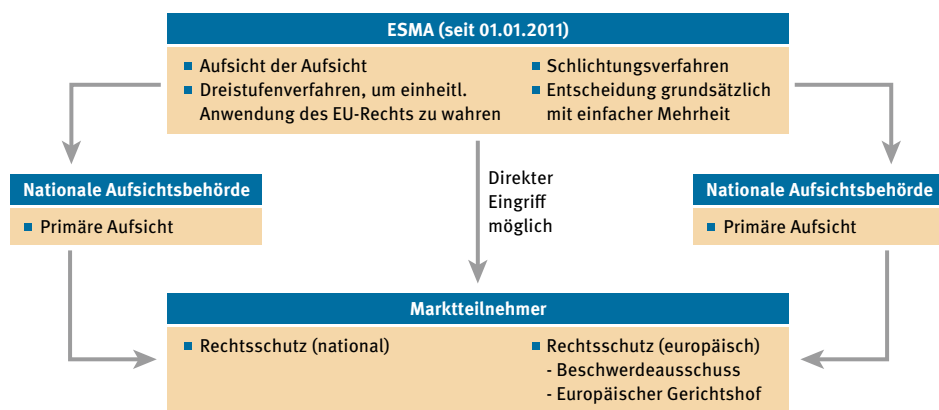 ESMA (seit 01.01.2011)
▪ Aufsicht der Aufsicht
▪ Dreistufenverfahren, um einheitl.
Anwendung des EU-Rechts zu wahren
▪ Schlichtungsverfahren
▪ Entscheidung grundsätzlich
mit einfacher Mehrheit
Nationale Aufsichtsbehörde
▪ Primäre Aufsicht
Direkter
Eingriff
möglich
Nationale Aufsichtsbehörde
▪ Primäre Aufsicht
Marktteilnehmer
▪ Rechtsschutz (national)
▪ Rechtsschutz (europäisch)
- Beschwerdeausschuss
- Europäischer Gerichtshof